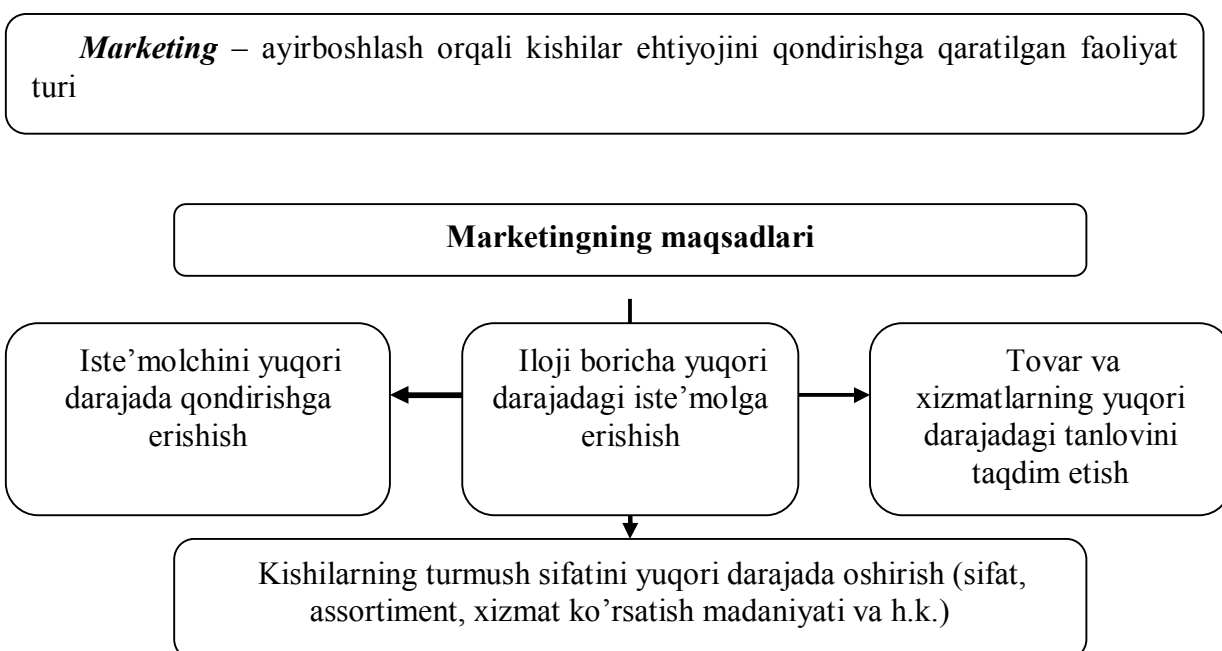 Marketing – ayirboshlash orqali kishilar ehtiyojini qondirishga qaratilgan faoliyat
turi
Marketingning maqsadlari
Iste’molchini yuqori
darajada qondirishga
erishish
Iloji boricha yuqori
darajadagi iste’molga
erishish
Tovar va
xizmatlarning yuqori
darajadagi tanlovini
taqdim etish
Kishilarning turmush sifatini yuqori darajada oshirish (sifat,
assortiment, xizmat ko’rsatish madaniyati va h.k.)